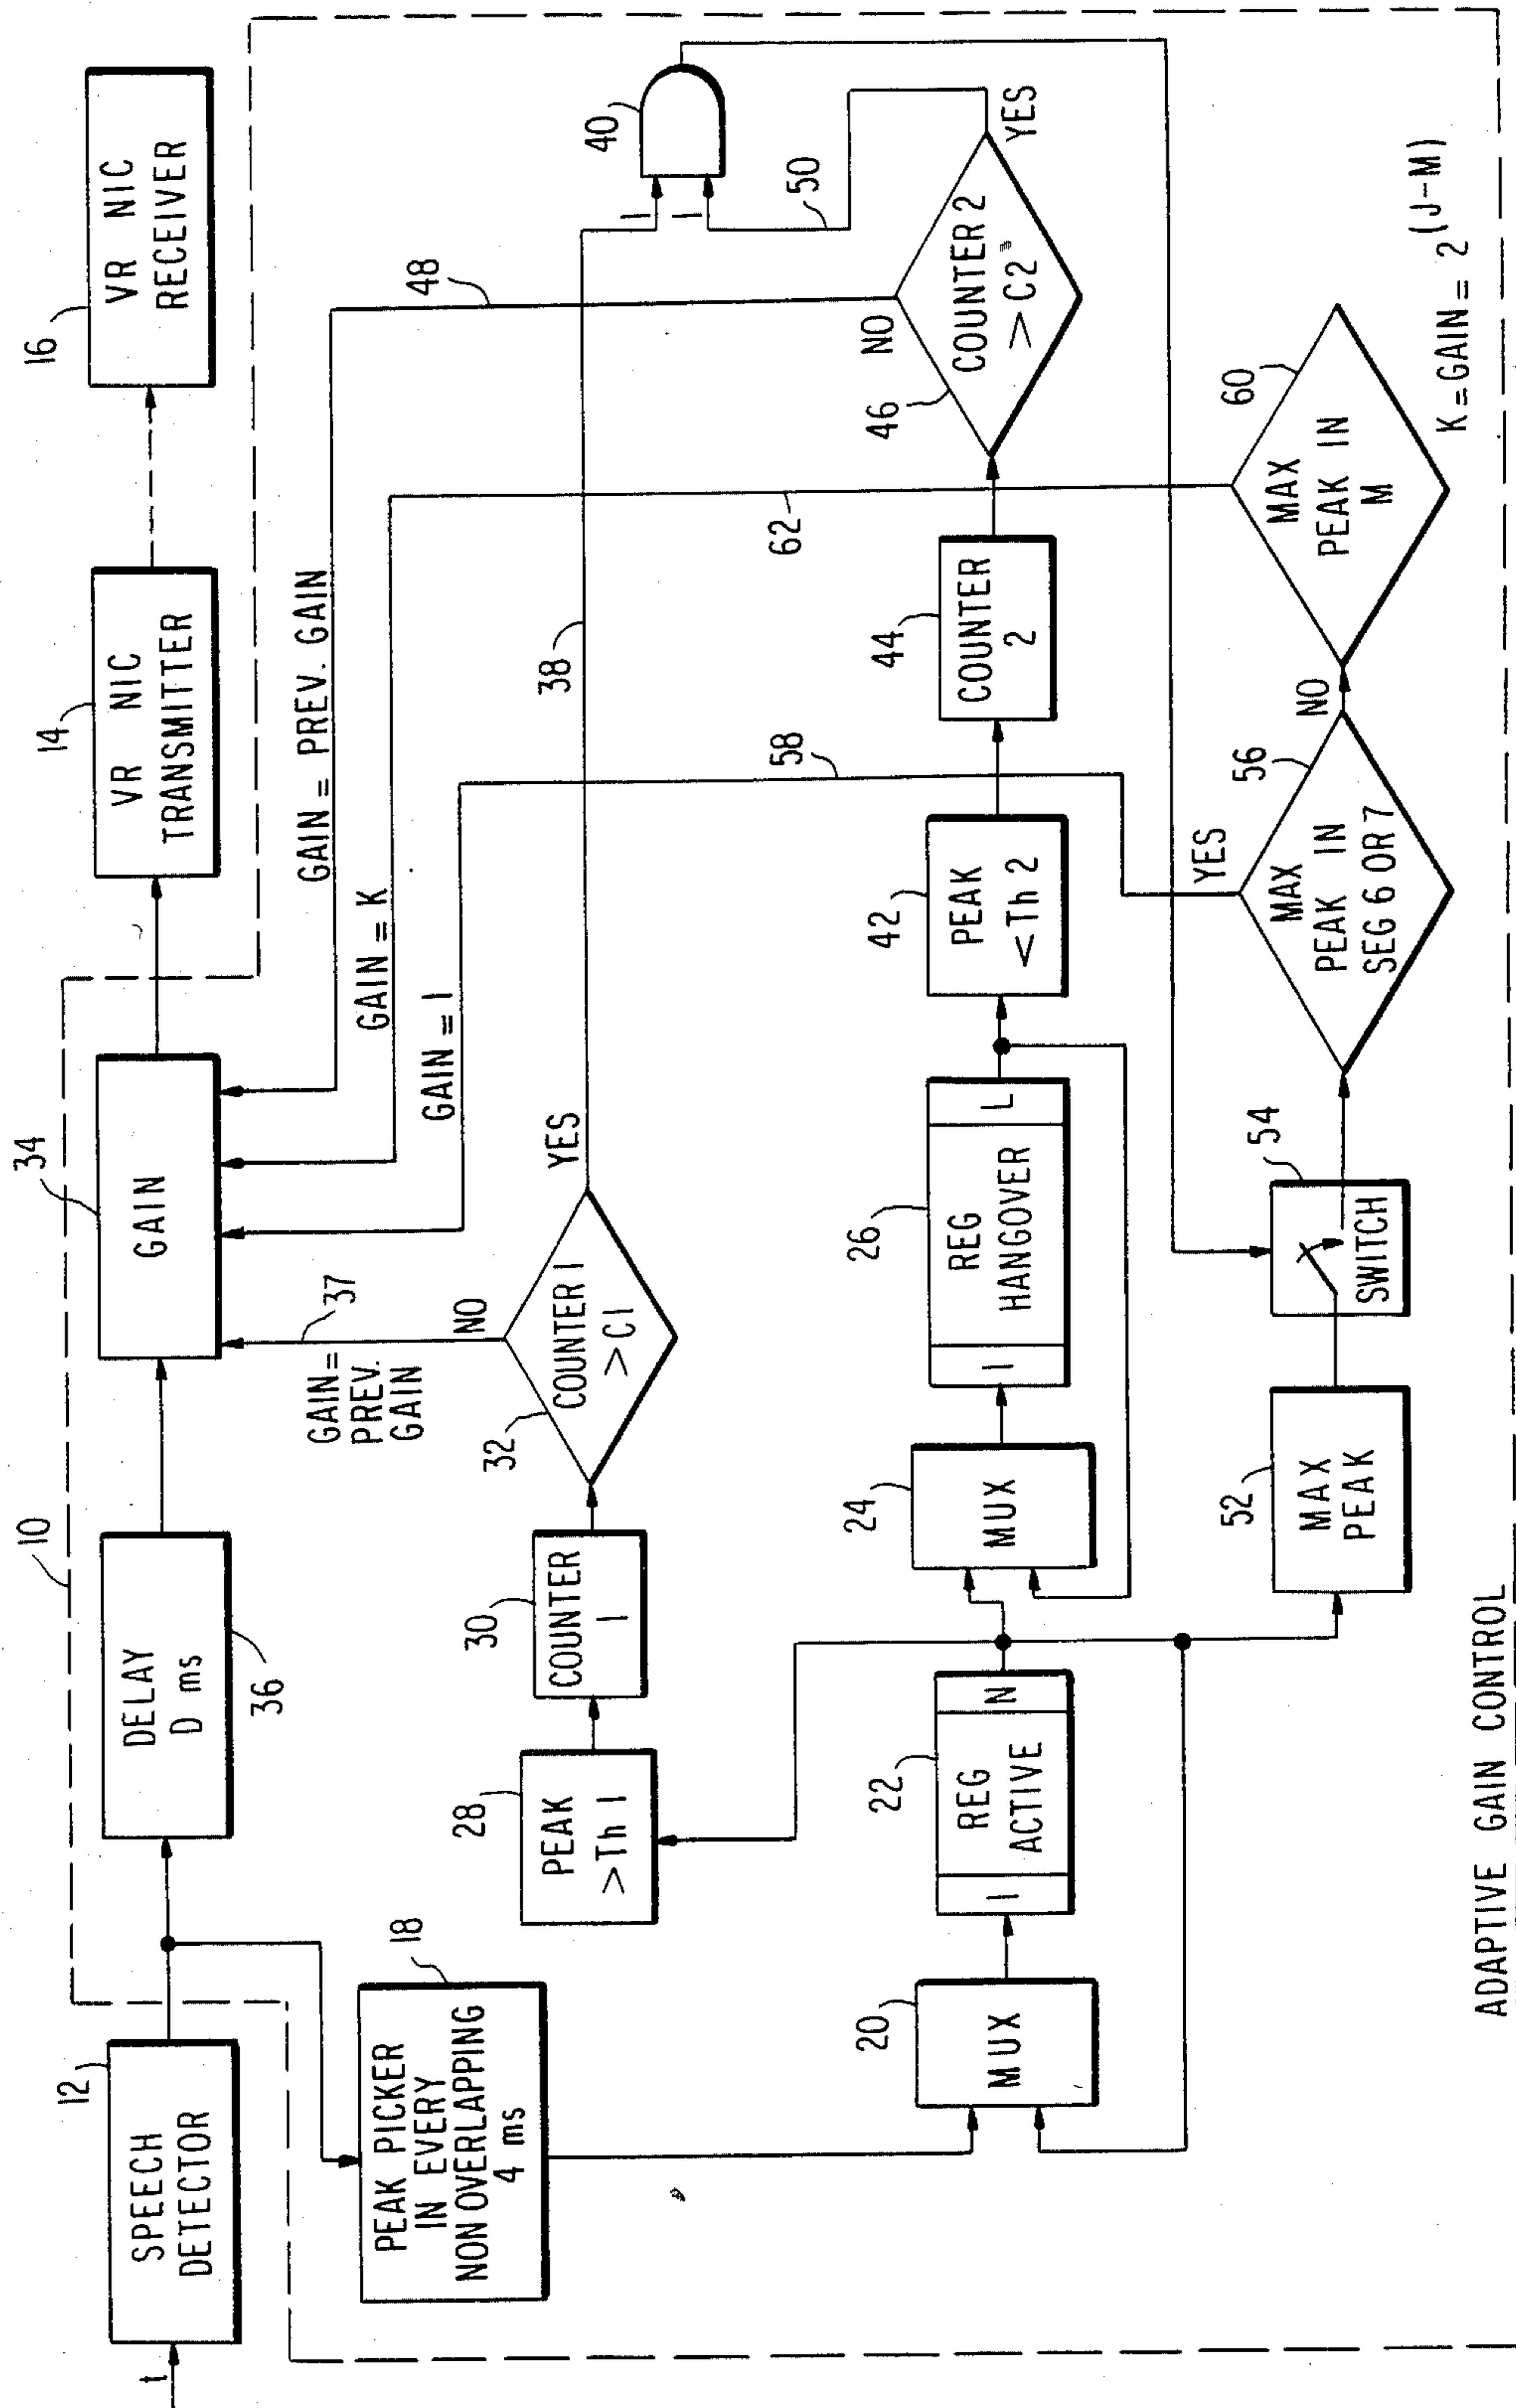 10
12
SPEECH
DETECTOR
t
DELAY
D ms
36
34
GAIN
14
VR NIC
TRANSMITTER
16
VR NIC
RECEIVER
18
PEAK PICKER
IN EVERY
NON OVERLAPPING
4 ms
GAIN=
PREV.
GAIN
37
GAIN = 1
GAIN = K
GAIN = PREV. GAIN
48
28
PEAK
>Th 1
30
COUNTER
1
32
COUNTER 1
> C1
NO
YES
38
40
1
1
50
20
MUX
22
1
REG
ACTIVE
N
24
MUX
26
1
REG
HANGOVER
L
42
PEAK
<Th 2
44
COUNTER
2
46
COUNTER 2
> C2
NO
YES
58
62
52
MAX
PEAK
54
SWITCH
56
MAX
PEAK IN
SEG 6 OR 7
YES
NO
60
MAX
PEAK IN
M
K = GAIN = 2(J-M)
ADAPTIVE GAIN CONTROL